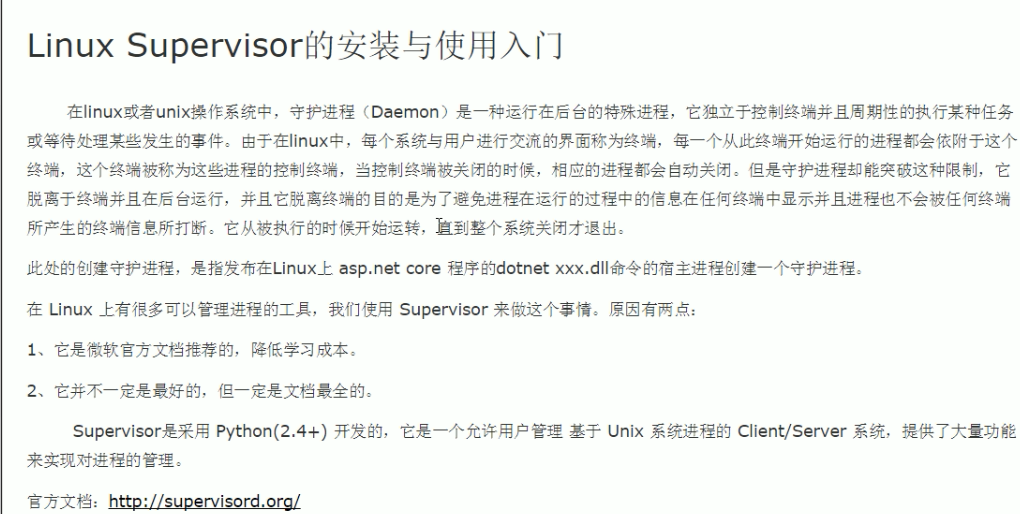 Linux Supervisor的安装与使用入门
在linux或者unix操作系统中，守护进程（Daemon）是一种运行在后台的特殊进程，它独立于控制终端并且周期性的执行某种任务
或等待处理某些发生的事件。由于在linux中，每个系统与用户进行交流的界面称为终端，每一个从此终端开始运行的进程都会依附于这个
终端，这个终端被称为这些进程的控制终端，当控制终端被关闭的时候，相应的进程都会自动关闭。但是守护进程却能突破这种限制，它
脱离于终端并且在后台运行，并且它脱离终端的目的是为了避免进程在运行的过程中的信息在任何终端中显示并且进程也不会被任何终端
所产生的终端信息所打断。它从被执行的时候开始运转，直到整个系统关闭才退出。
此处的创建守护进程，是指发布在Linux上 asp.net core 程序的dotnet xxx.dll命令的宿主进程创建一个守护进程。
在 Linux 上有很多可以管理进程的工具，我们使用 Supervisor 来做这个事情。原因有两点：
1、它是微软官方文档推荐的，降低学习成本。
2、它并不一定是最好的，但一定是文档最全的。
Supervisor是采用 Python(2.4+) 开发的，它是一个允许用户管理 基于 Unix 系统进程的 Client/Server 系统，提供了大量功能
来实现对进程的管理。
官方文档：http://supervisord.org/